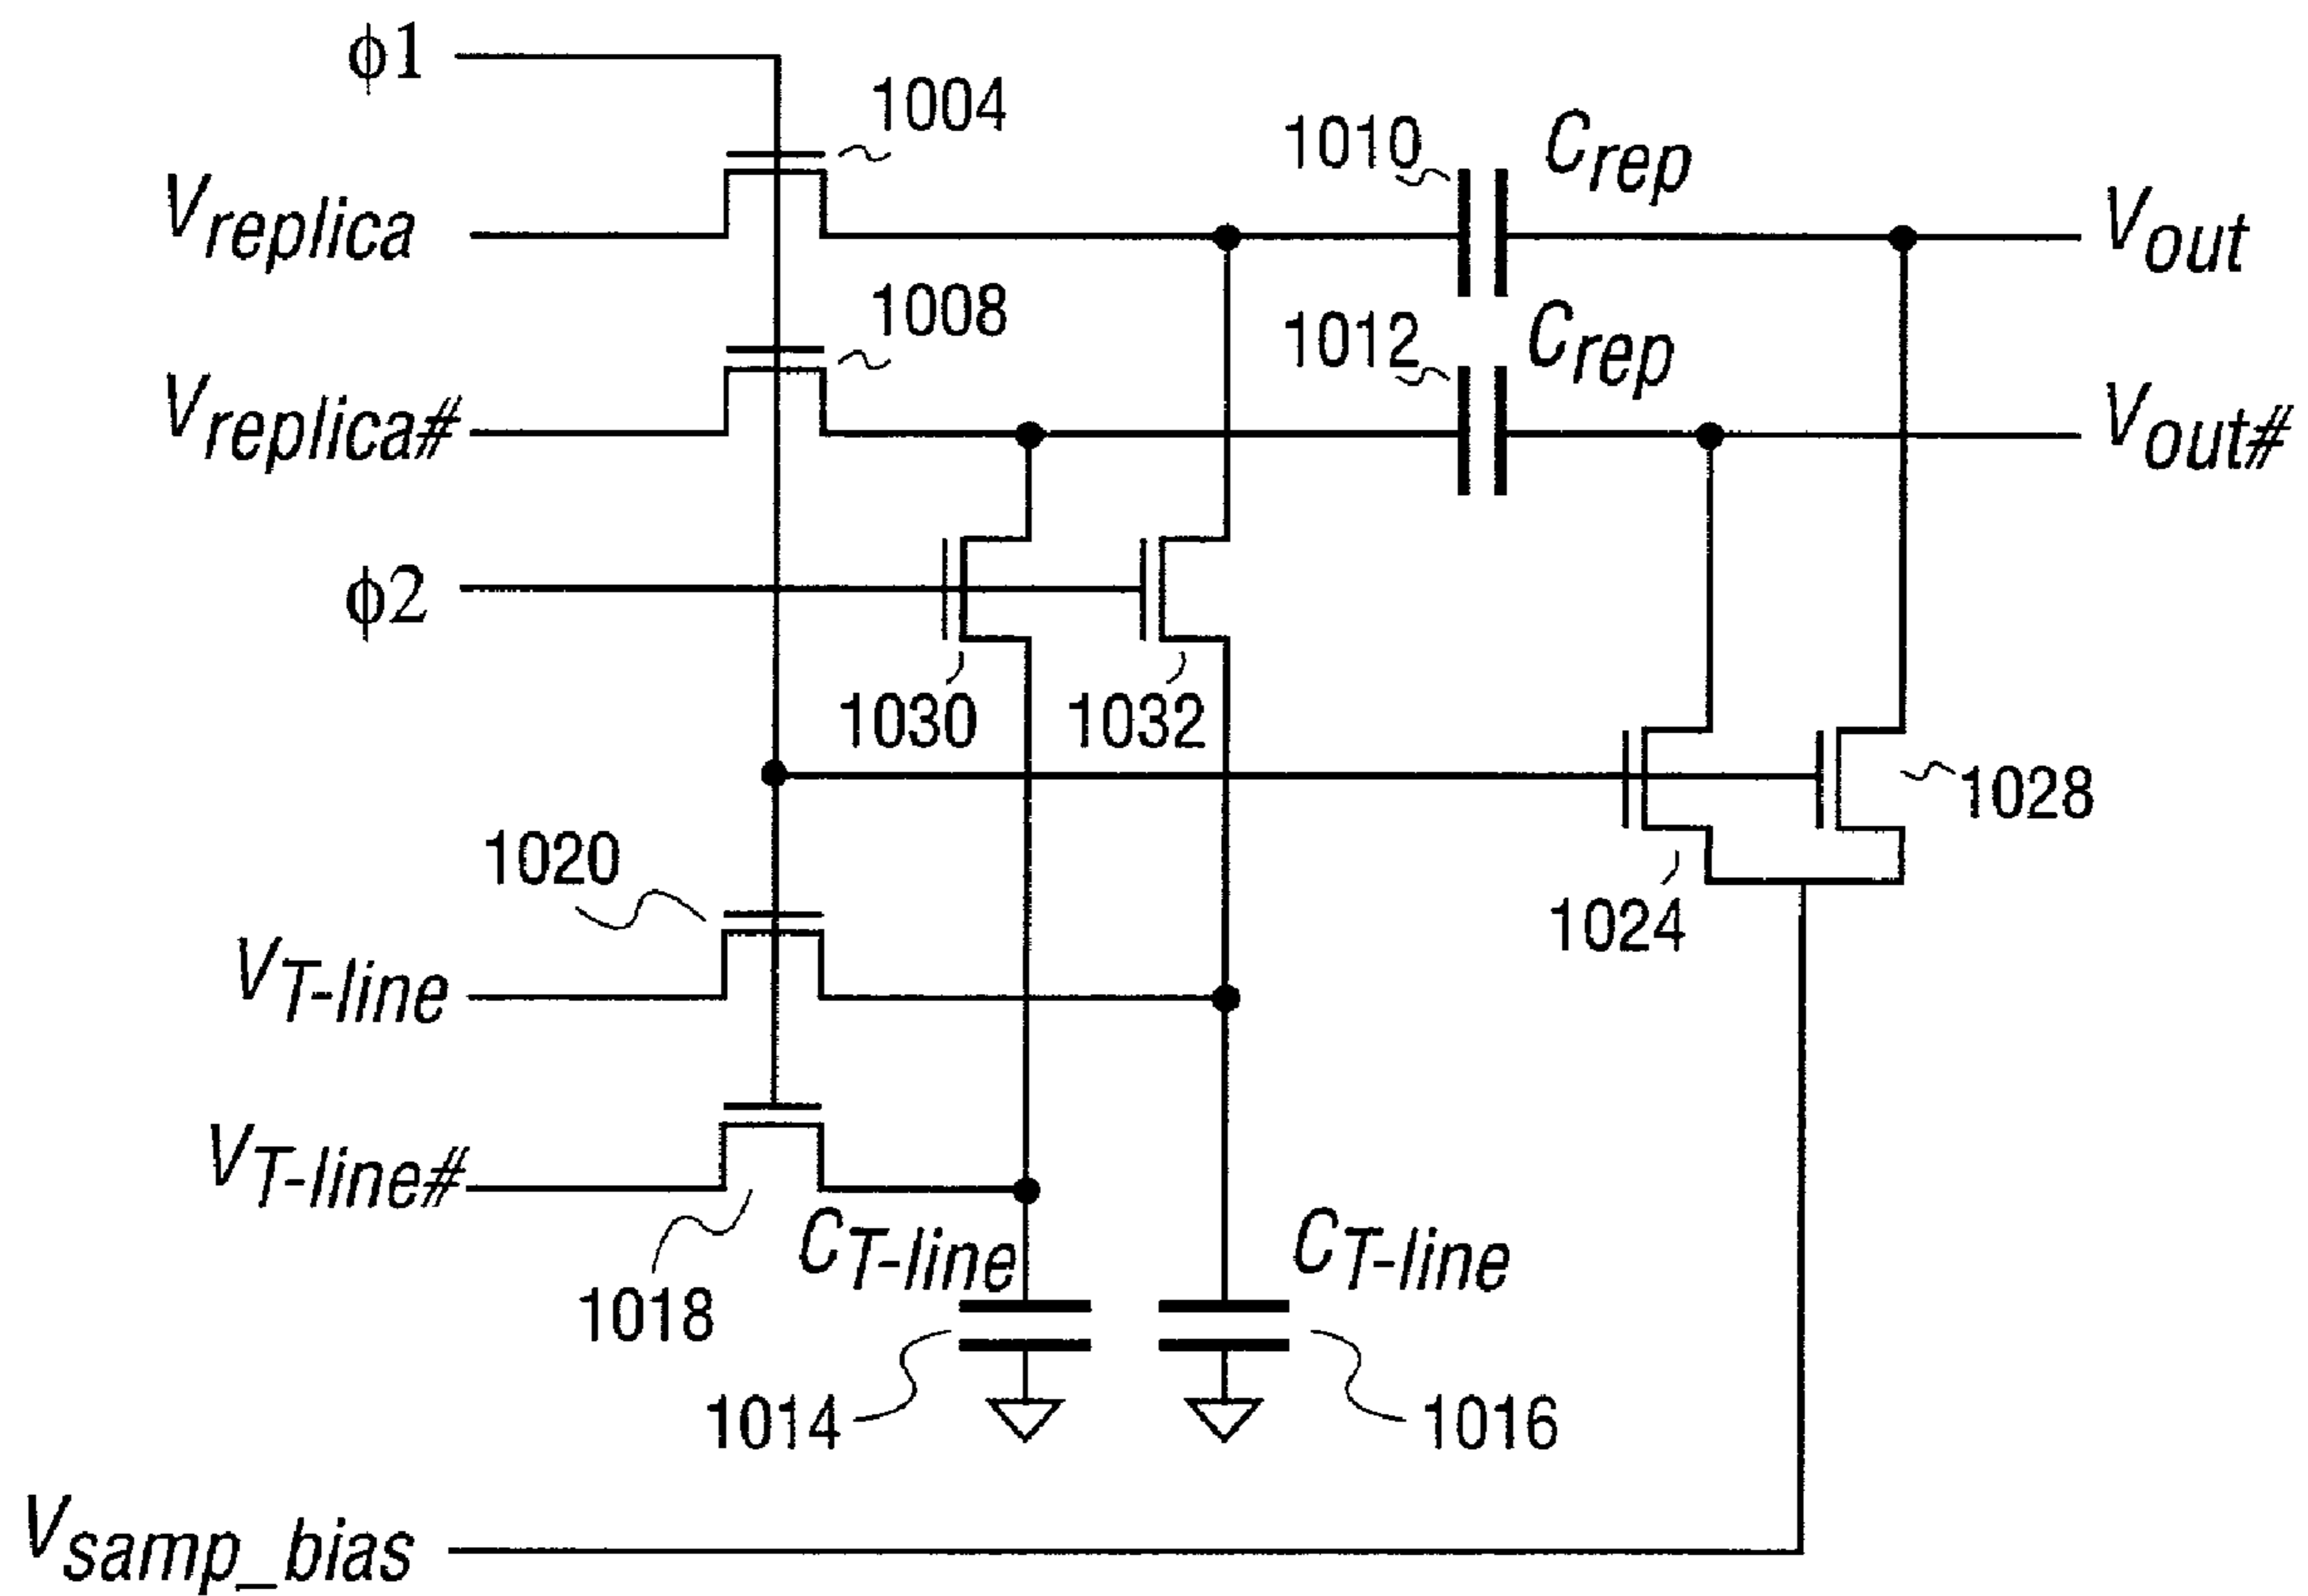 ϕ1
1004
1010
Crep
Vreplica
Vout
1008
1012
Crep
Vreplica#
Vout#
ϕ2
1030
1032
1028
1020
1024
VT-line
VT-line#
CT-line
CT-line
1018
1014
1016
Vsamp_bias